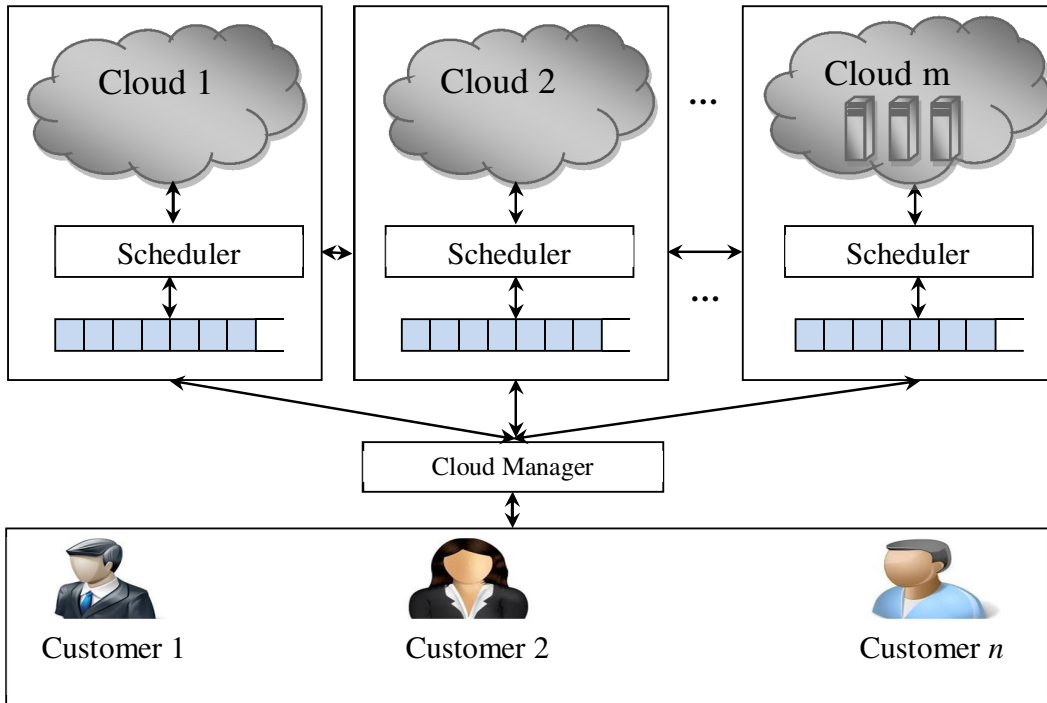 Cloud 1
Cloud 2
...
Cloud m
Scheduler
Scheduler
Scheduler
...
Cloud Manager
Customer 1
Customer 2
Customer n